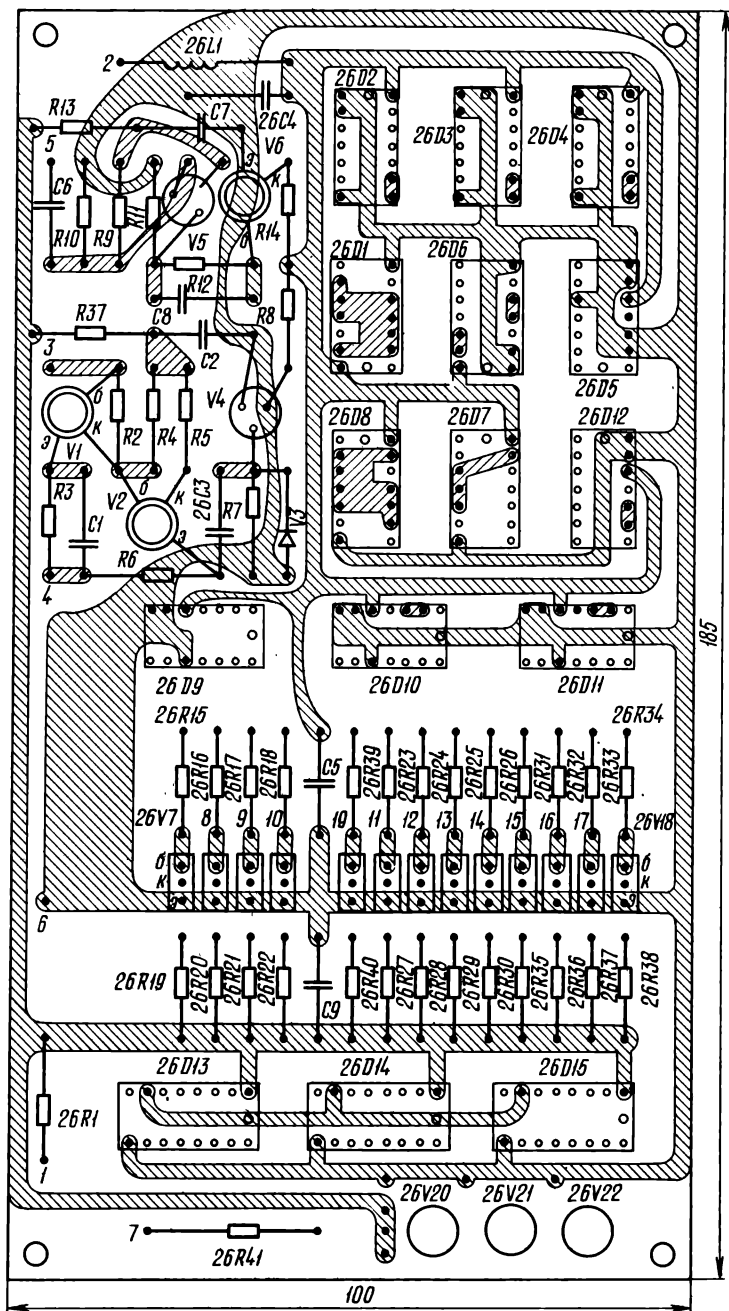 2
26L1
26C4
26D2
26D3
26D4
R13
5
C7
V6
э
к
б
C6
R10
R9
R11
V5
R14
R12
C8
R8
26D1
26D6
26D5
R37
3
C2
V4
б
э
к
V1
R2
R4
R5
26D8
26D7
26D12
R3
C1
V2
б
к
э
26C3
R7
V3
R6
4
26D9
26D10
26D11
185
26R15
26R16
26R17
26R18
C5
26R39
26R23
26R24
26R25
26R26
26R31
26R32
26R33
26R34
26V7
8
9
10
19
11
12
13
14
15
16
17
26V18
б
к
э
б
к
э
6
26R19
26R20
26R21
26R22
C9
26R40
26R27
26R28
26R29
26R30
26R35
26R36
26R37
26R38
26D13
26D14
26D15
26R1
1
26V20
26V21
26V22
7
26R41
100